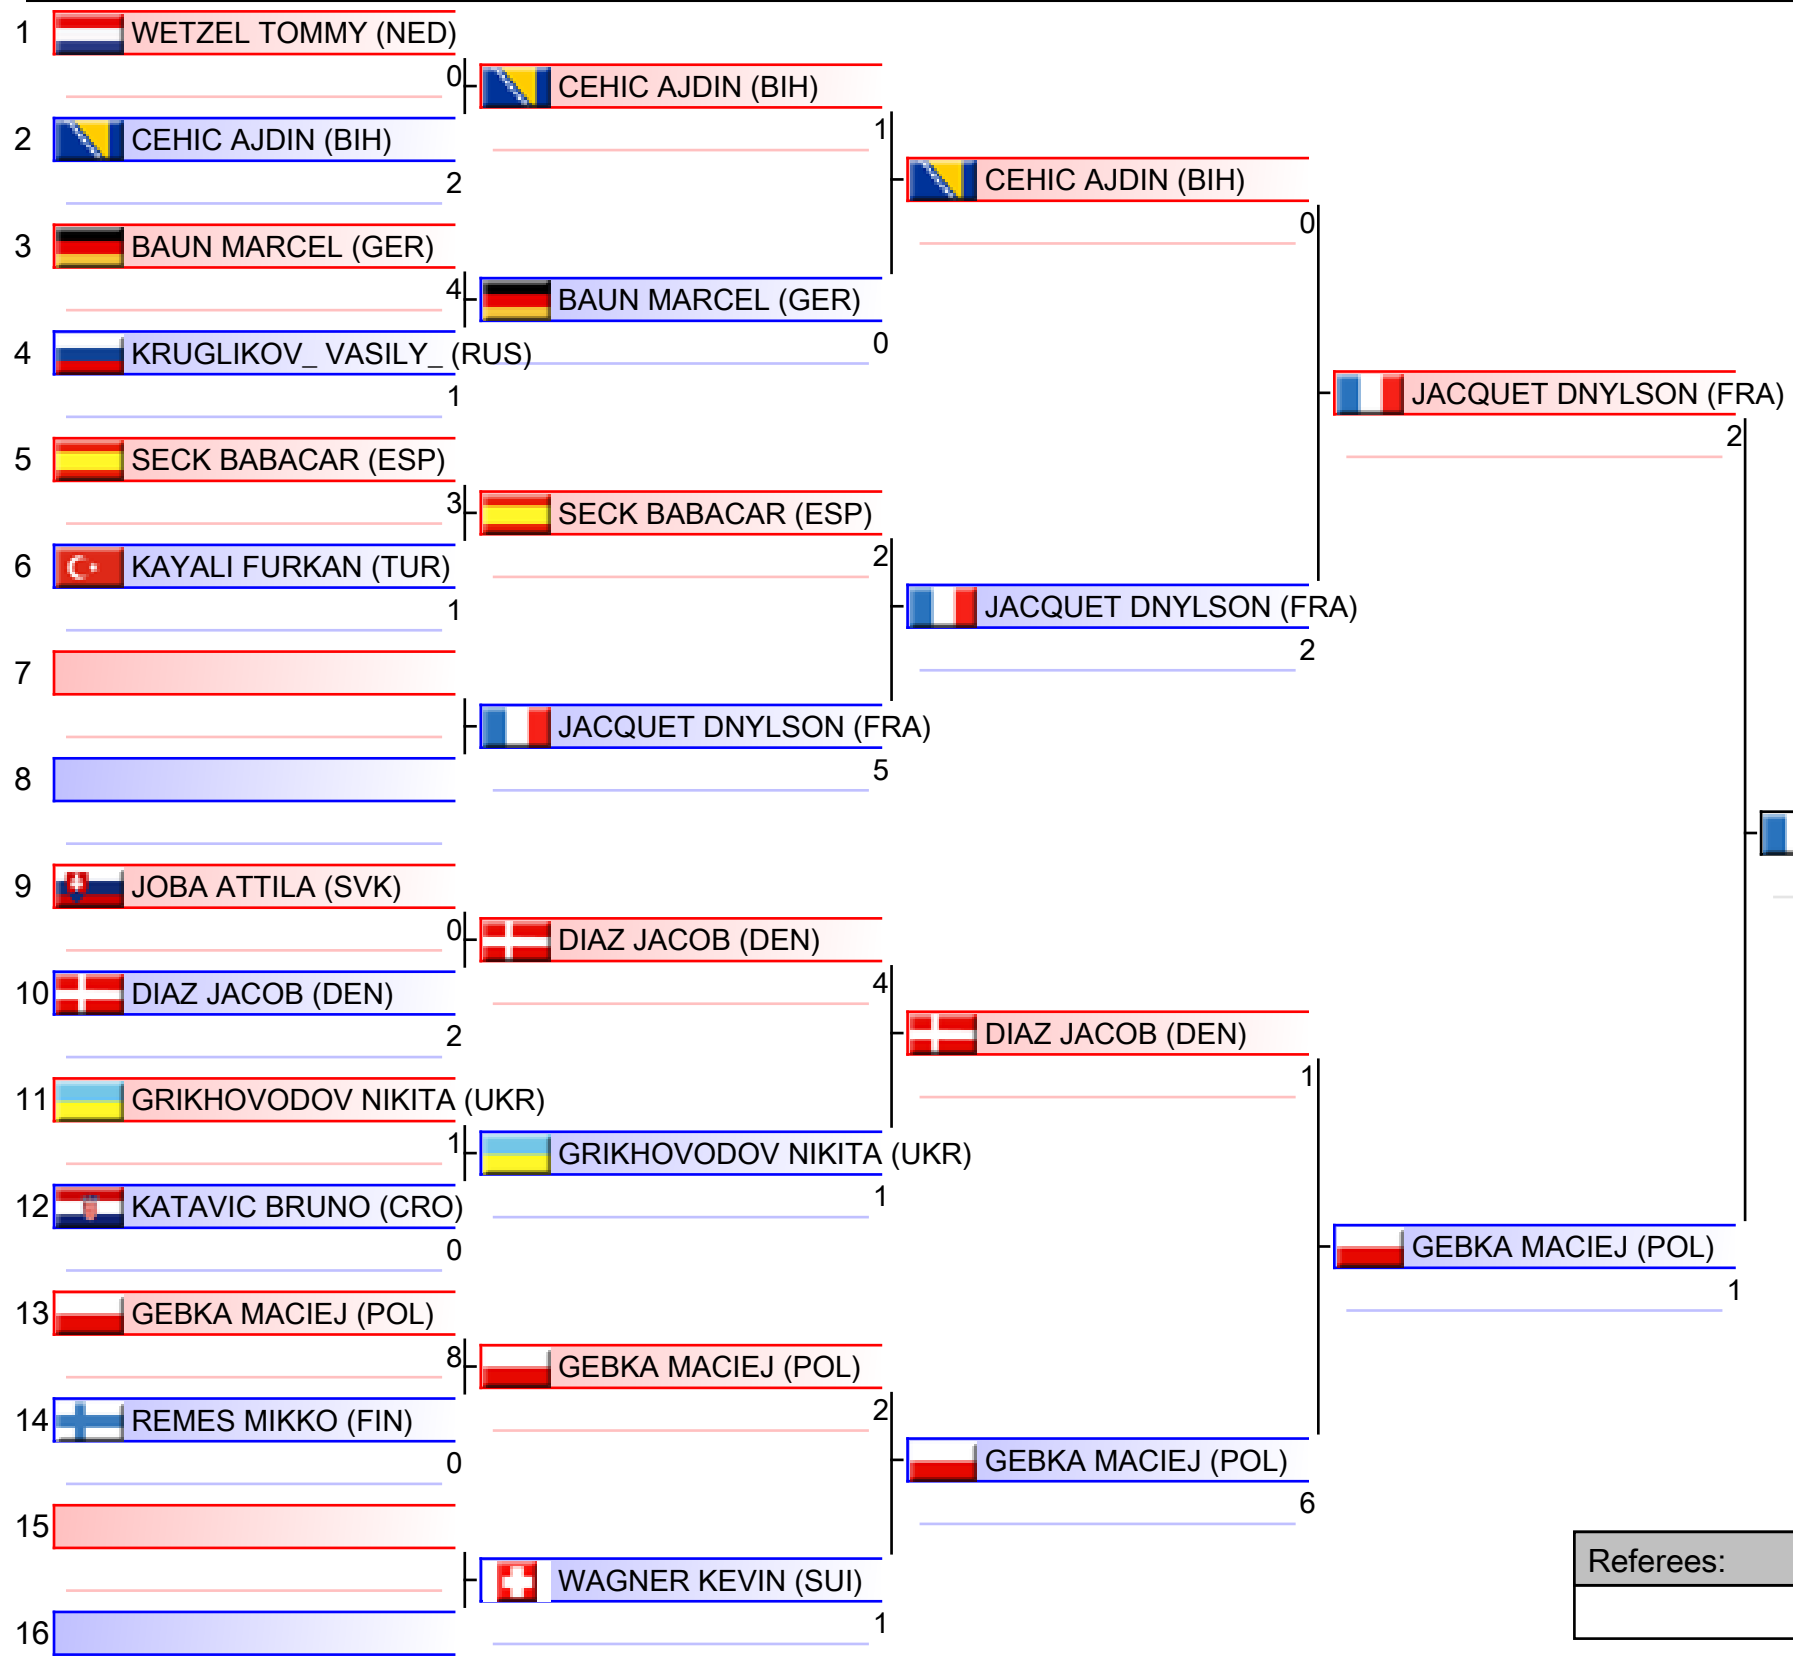 1 WETZEL TOMMY (NED)
0 CEHIC AJDIN (BIH)
2 CEHIC AJDIN (BIH) 1
2 CEHIC AJDIN (BIH)
3 BAUN MARCEL (GER) 0
4 BAUN MARCEL (GER)
4 KRUGLIKOV_ VASILY_ (RUS) 0
1 JACQUET DNYLSON (FRA)
5 SECK BABACAR (ESP) 2
3 SECK BABACAR (ESP)
6 KAYALI FURKAN (TUR) 2
1 JACQUET DNYLSON (FRA)
7 2
JACQUET DNYLSON (FRA)
8 5
9 JOBA ATTILA (SVK)
0 DIAZ JACOB (DEN)
10 DIAZ JACOB (DEN) 4
2 DIAZ JACOB (DEN)
11 GRIKHOVODOV NIKITA (UKR) 1
1 GRIKHOVODOV NIKITA (UKR)
12 KATAVIC BRUNO (CRO) 1
0 GEBKA MACIEJ (POL)
13 GEBKA MACIEJ (POL) 1
8 GEBKA MACIEJ (POL)
14 REMES MIKKO (FIN) 2
0 GEBKA MACIEJ (POL)
15 6
WAGNER KEVIN (SUI)
16 1
Referees: